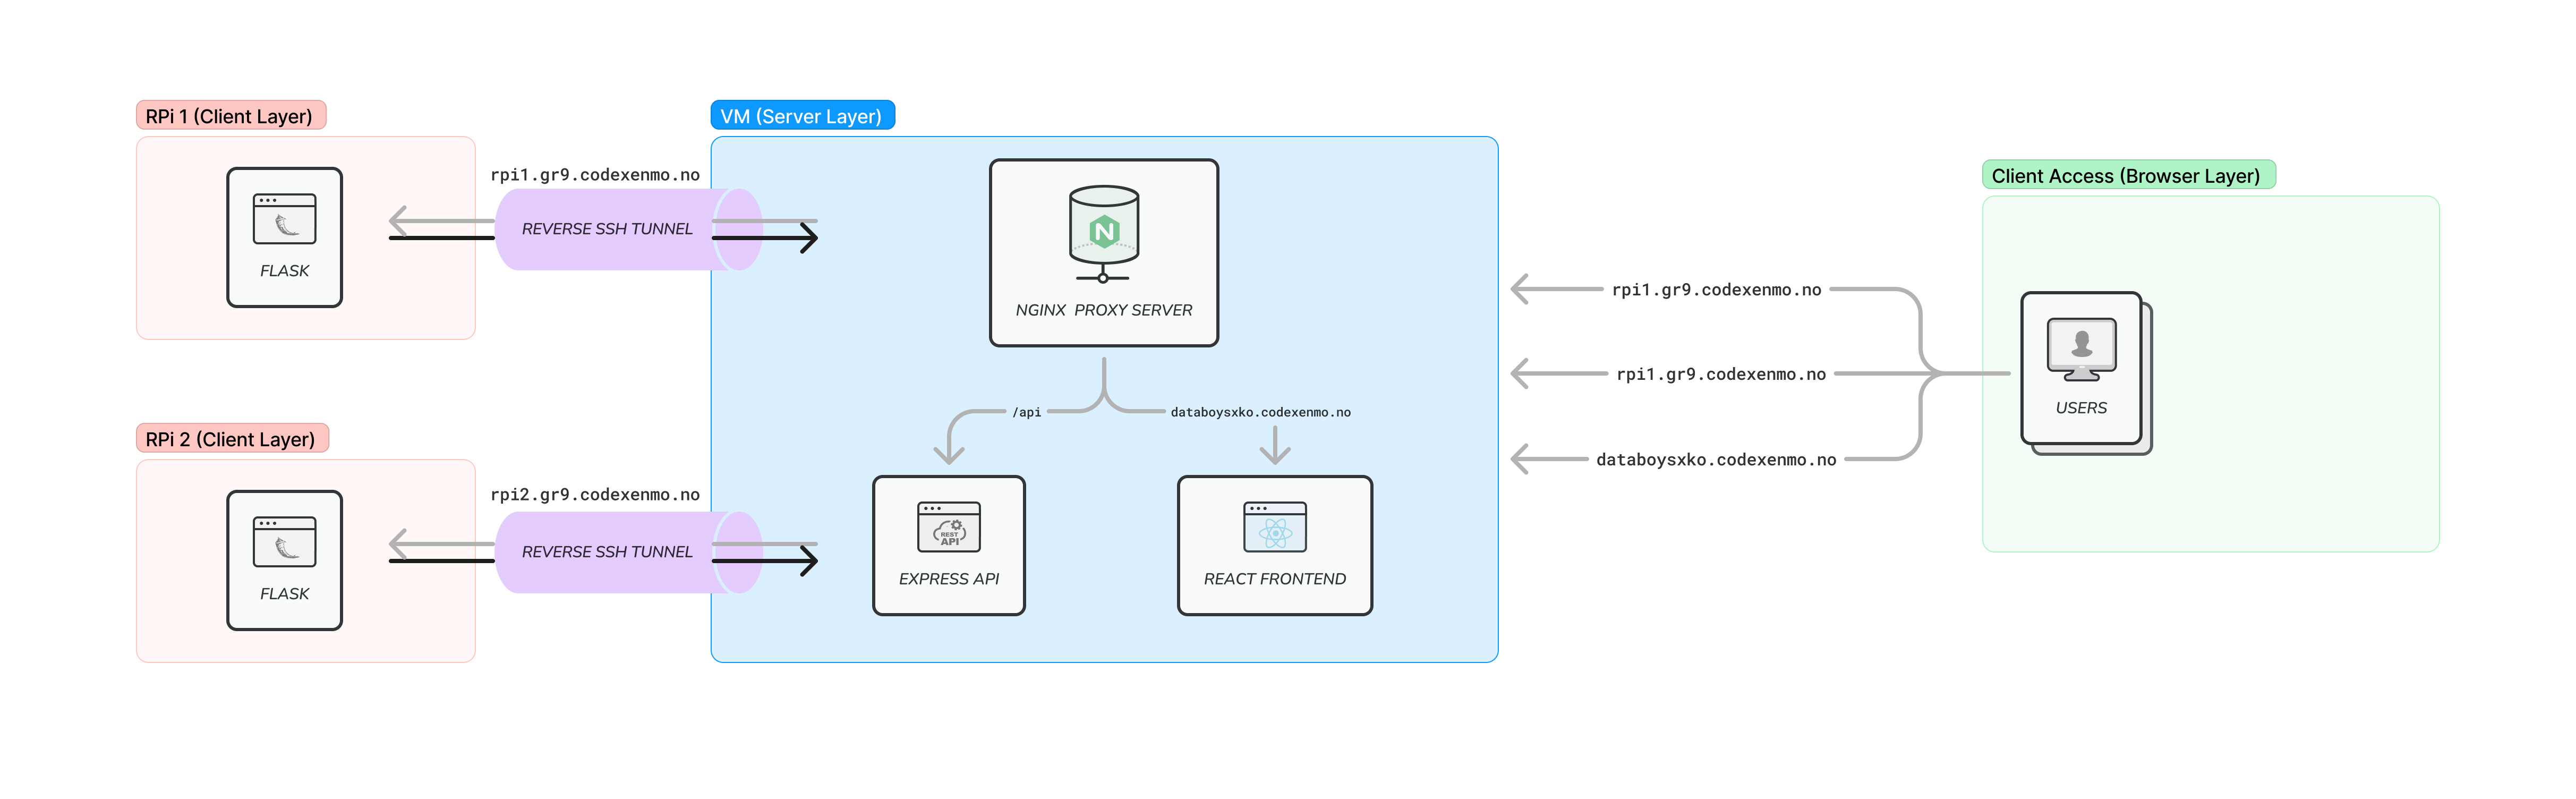 RPi 1 (Client Layer)
FLASK
rpi1.gr9.codexenmo.no
REVERSE SSH TUNNEL
RPi 2 (Client Layer)
FLASK
rpi2.gr9.codexenmo.no
REVERSE SSH TUNNEL
VM (Server Layer)
N
NGINX PROXY SERVER
/api
databoysxko.codexenmo.no
REST
API
EXPRESS API
REACT FRONTEND
rpi1.gr9.codexenmo.no
rpi1.gr9.codexenmo.no
databoysxko.codexenmo.no
Client Access (Browser Layer)
USERS